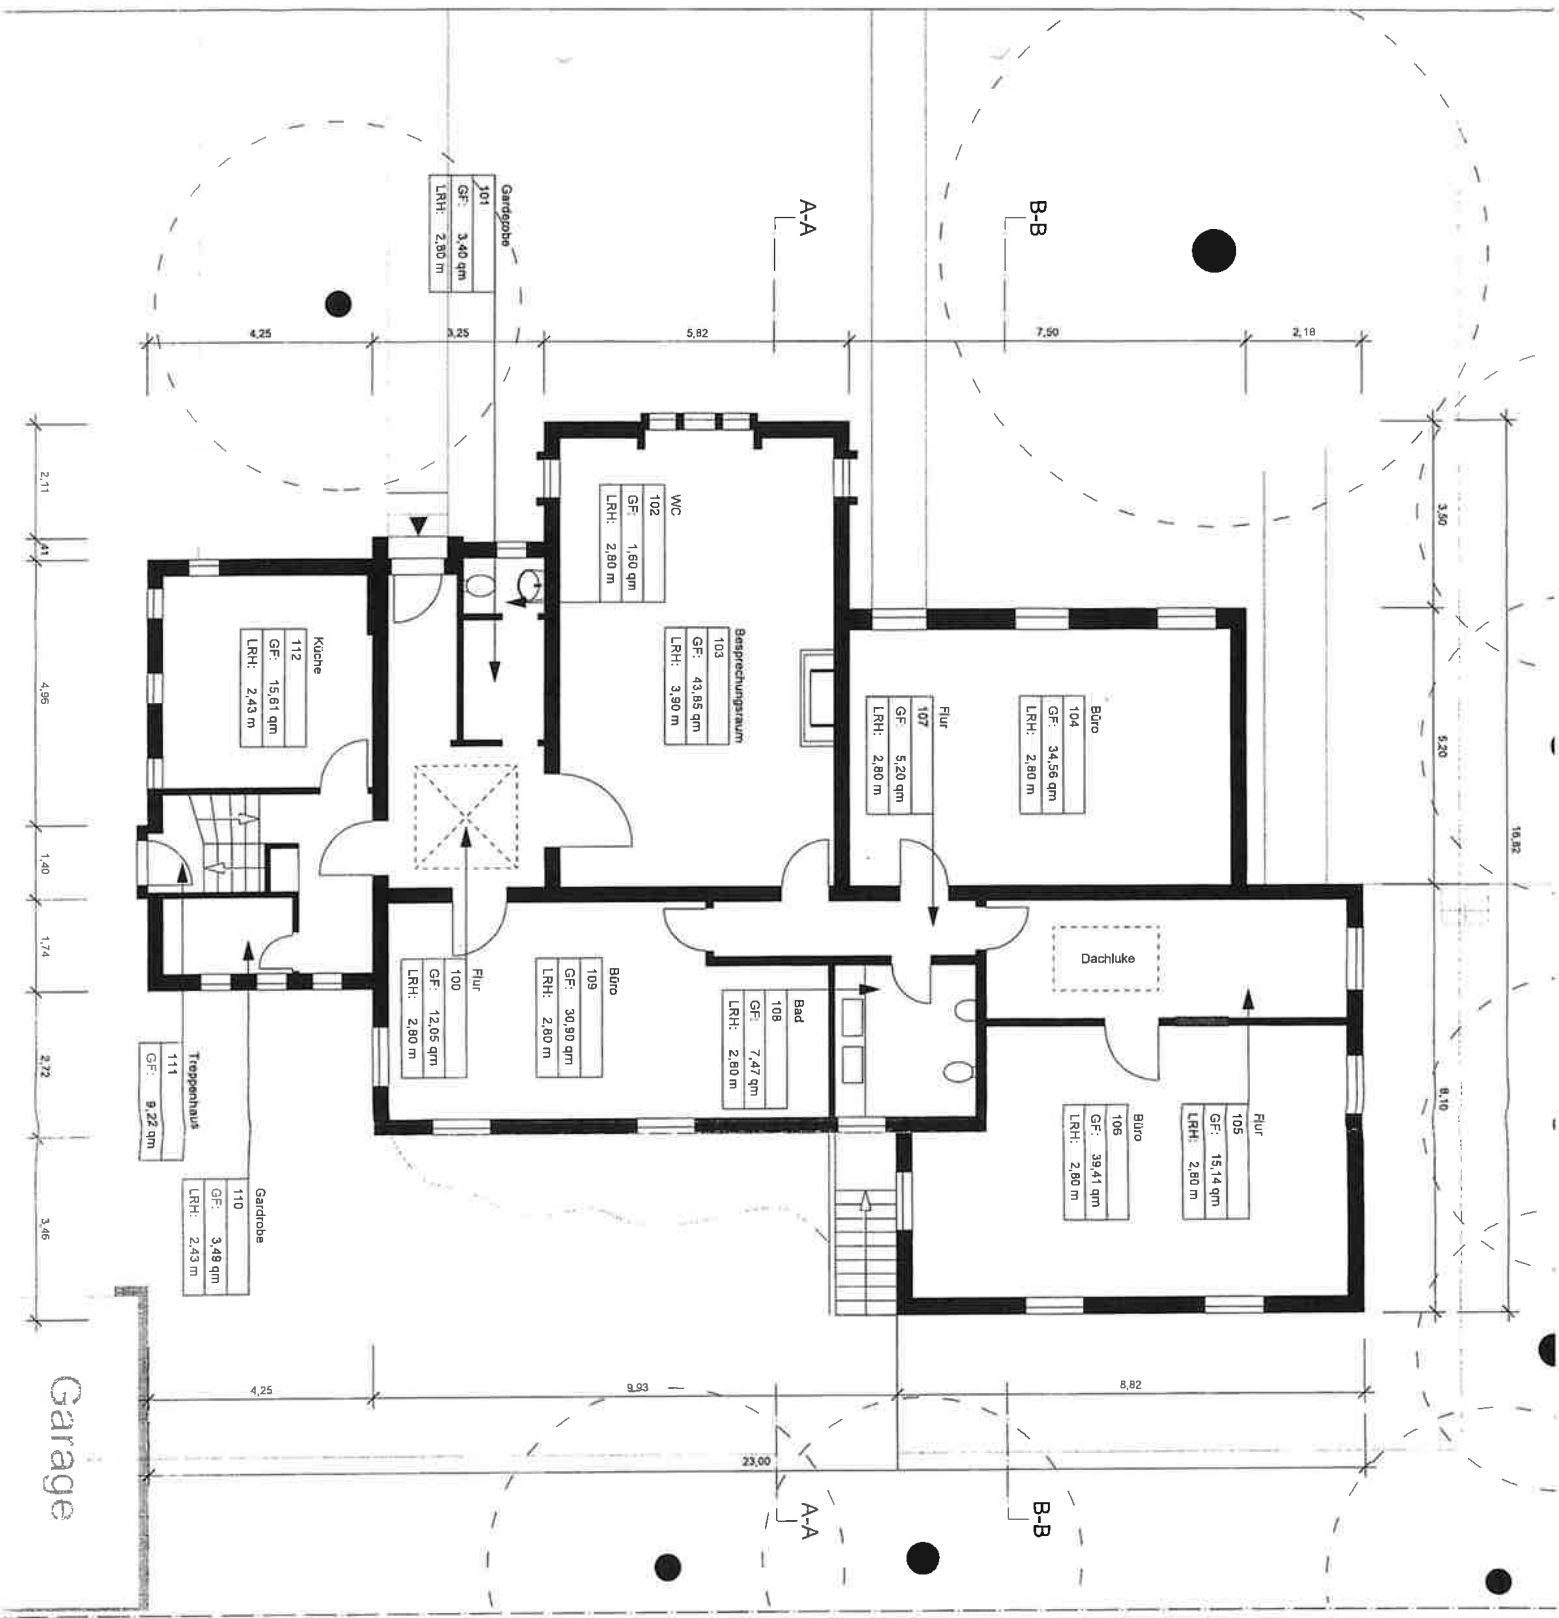 Garderobe
101
GF: 3,40 qm
LRH: 2,80 m
A-A
B-B
4,25
3,25
5,82
7,50
2,18
2,11
41
4,96
1,40
1,74
2,72
3,46
3,50
5,20
8,10
16,82
WC
102
GF: 1,60 qm
LRH: 2,80 m
Besprechungsraum
103
GF: 43,85 qm
LRH: 3,90 m
Büro
104
GF: 34,56 qm
LRH: 2,80 m
Flur
107
GF: 5,20 qm
LRH: 2,80 m
Küche
112
GF: 15,61 qm
LRH: 2,43 m
Dachluke
Flur
100
GF: 12,05 qm
LRH: 2,80 m
Büro
109
GF: 30,90 qm
LRH: 2,80 m
Bad
108
GF: 7,47 qm
LRH: 2,80 m
Büro
106
GF: 39,41 qm
LRH: 2,80 m
Flur
105
GF: 15,14 qm
LRH: 2,80 m
Treppenhaus
111
GF: 9,22 qm
Gardrobe
110
GF: 3,49 qm
LRH: 2,43 m
4,25
9,93
8,82
23,00
A-A
B-B
Garage